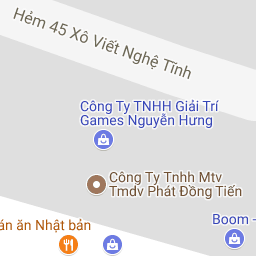 Hẻm 45 Xô Viết Nghệ Tĩnh
Công Ty TNHH Giải Trí
Games Nguyễn Hưng
Công Ty Tnhh Mtv
Tmdv Phát Đồng Tiến
Boom -
án ăn Nhật bản